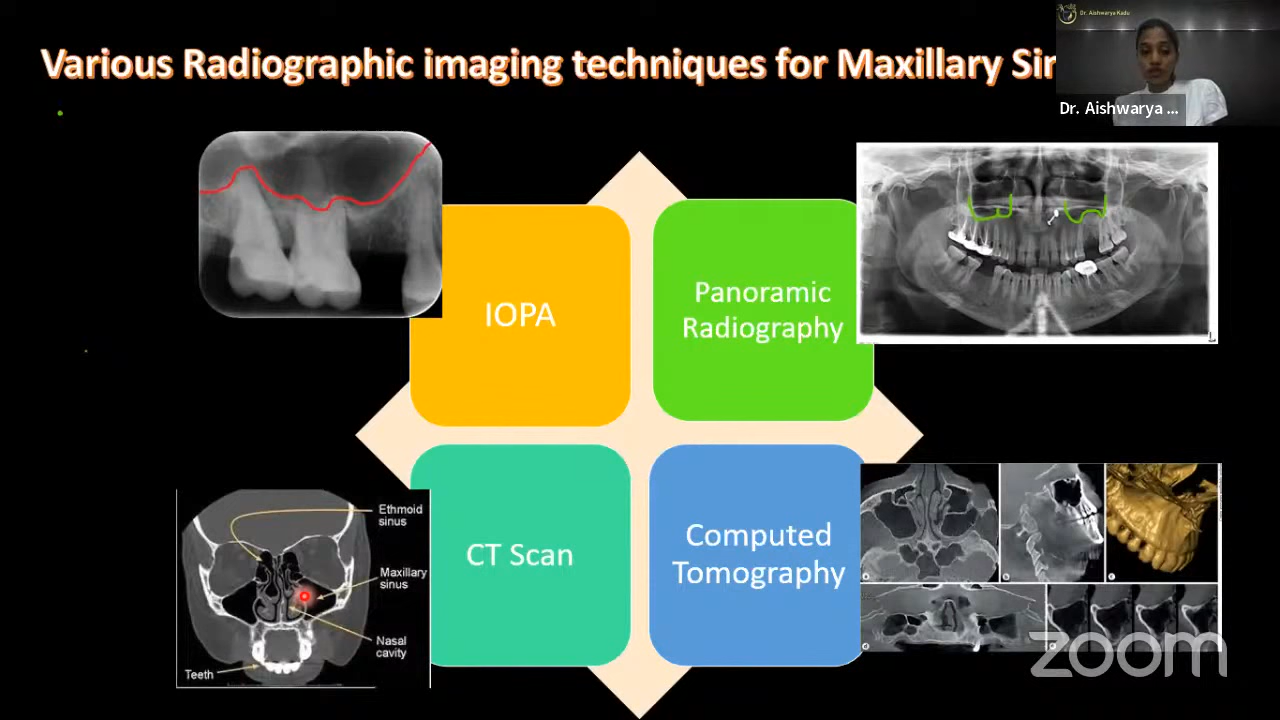 Various Radiographic imaging techniques for Maxillary Sin
Dr. Aishwarya Kadu
Dr. Aishwarya ...
IOPA
Panoramic
Radiography
CT Scan
Computed
Tomography
Ethmoid
sinus
Maxillary
sinus
Nasal
cavity
Teeth
zoom